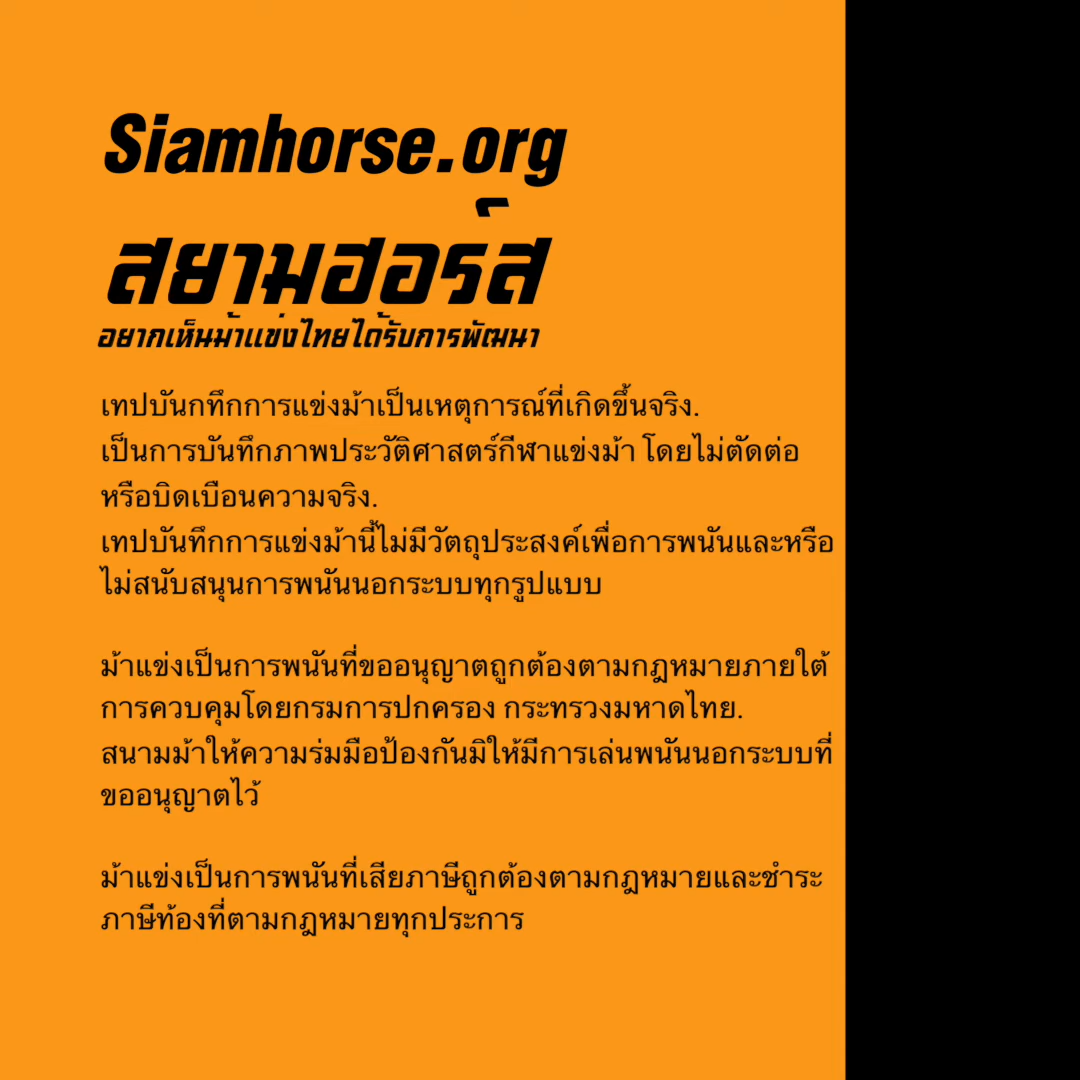 Siamhorse.org
สยามฮอร์ส
อยากเห็นม้าแข่งไทยได้รับการพัฒนา
เทปบันกทึกการแข่งม้าเป็นเหตุการณ์ที่เกิดขึ้นจริง.
เป็นการบันทึกภาพประวัติศาสตร์กีฬาแข่งม้า โดยไม่ตัดต่อ
หรือบิดเบือนความจริง.
เทปบันทึกการแข่งม้านี้ไม่มีวัตถุประสงค์เพื่อการพนันและหรือ
ไม่สนับสนุนการพนันนอกระบบทุกรูปแบบ
ม้าแข่งเป็นการพนันที่ขออนุญาตถูกต้องตามกฎหมายภายใต้
การควบคุมโดยกรมการปกครอง กระทรวงมหาดไทย.
สนามม้าให้ความร่มมือป้องกันมิให้มีการเล่นพนันนอกระบบที่
ขออนุญาตไว้
ม้าแข่งเป็นการพนันที่เสียภาษีถูกต้องตามกฎหมายและชำระ
ภาษีท้องที่ตามกฎหมายทุกประการ